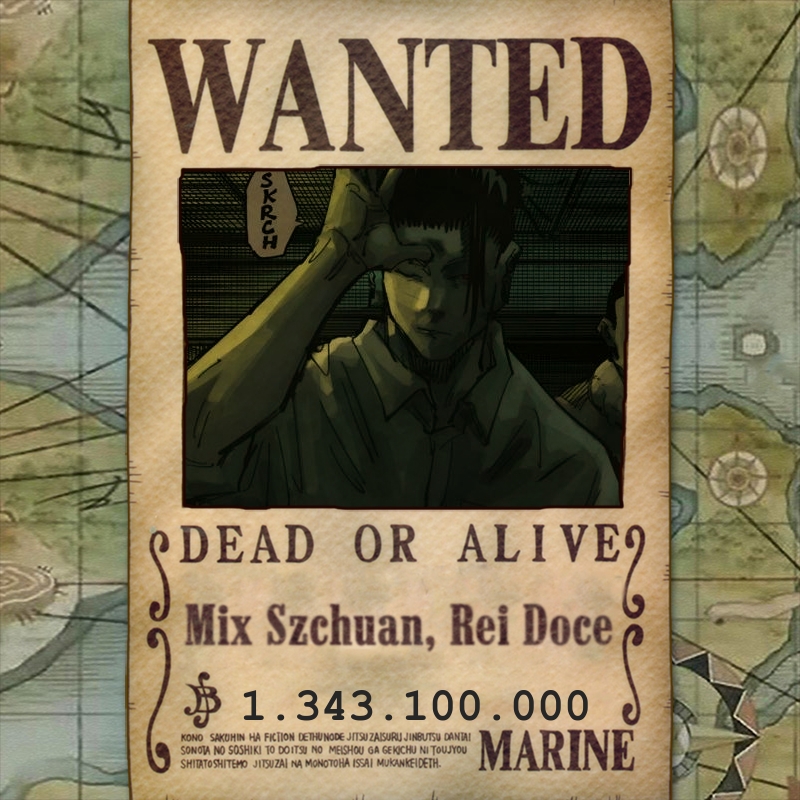 WANTED
SKRCH
DEAD OR ALIVE
Mix Szchuan, Rei Doce
1.343.100.000
KONO SAKUHIN HA FICTION DETHUNODE JITSUZAISURU JINBUTSU DANTAI
SONOTA NO SOSHIKI TO DOITSU NO MEISHOU GA GEKICHU NI TOUJYOU
SHITATOSHITEMO JITSUZAI NA MONOTOHA ISSAI MUKANKEIDETH.
MARINE